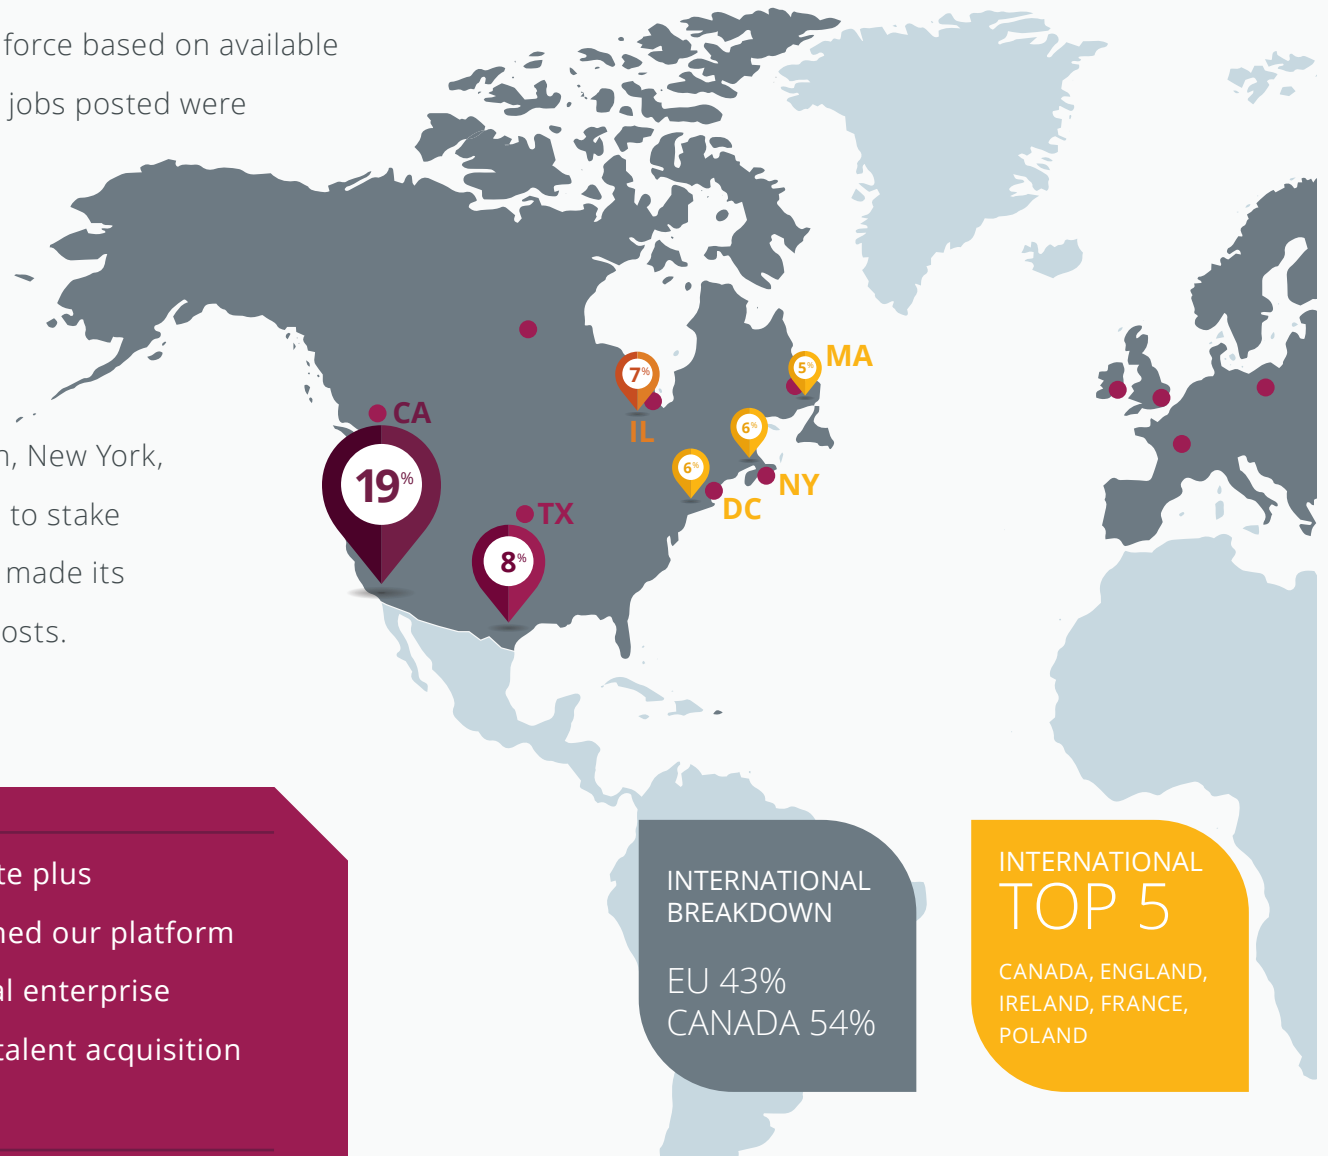 force based on available
jobs posted were
n, New York,
to stake
made its
osts.
CA
19%
TX
8%
7%
IL
5%
MA
6%
NY
6%
DC
te plus
ned our platform
al enterprise
talent acquisition
INTERNATIONAL
BREAKDOWN
EU 43%
CANADA 54%
INTERNATIONAL
TOP 5
CANADA, ENGLAND,
IRELAND, FRANCE,
POLAND